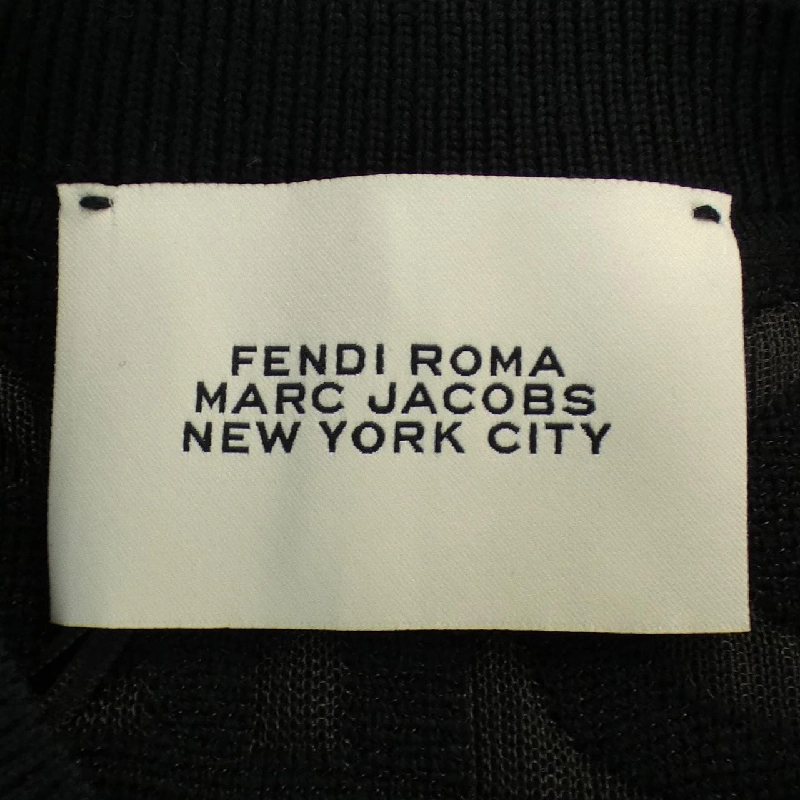 FENDI ROMA
MARC JACOBS
NEW YORK CITY